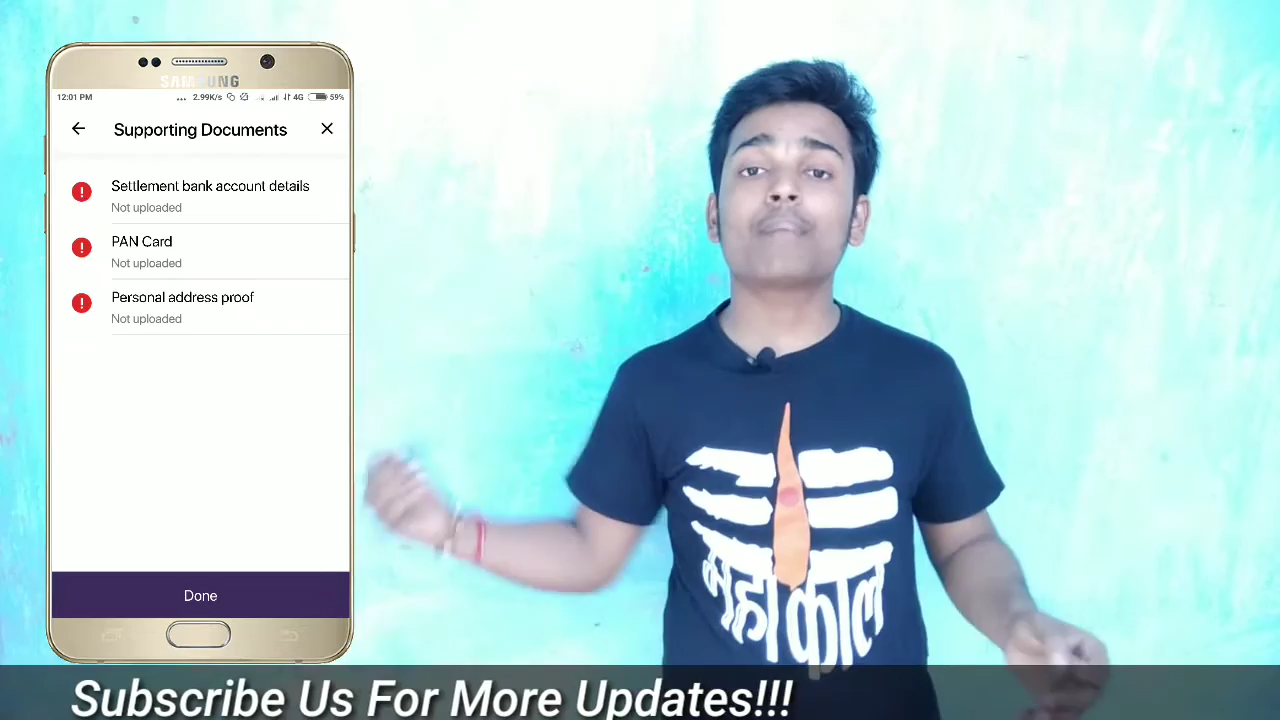 SAMSUNG
12:01 PM ... 2.99K/s 4G 59%
Supporting Documents
Settlement bank account details
Not uploaded
PAN Card
Not uploaded
Personal address proof
Not uploaded
Done
महाकाल
Subscribe Us For More Updates!!!